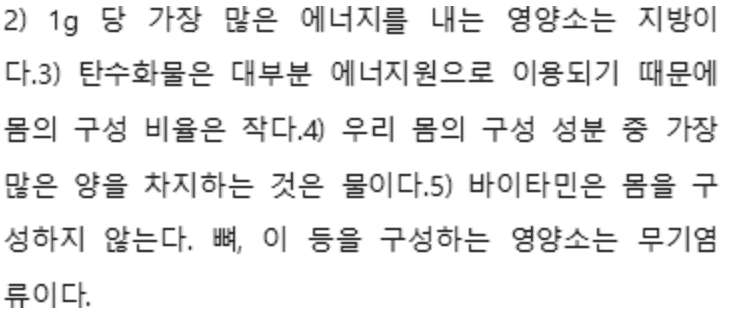 2) 1g 당 가장 많은 에너지를 내는 영양소는 지방이
다.3) 탄수화물은 대부분 에너지원으로 이용되기 때문에
몸의 구성 비율은 작다.4) 우리 몸의 구성 성분 중 가장
많은 양을 차지하는 것은 물이다.5) 바이타민은 몸을 구
성하지 않는다. 뼈, 이 등을 구성하는 영양소는 무기염
류이다.